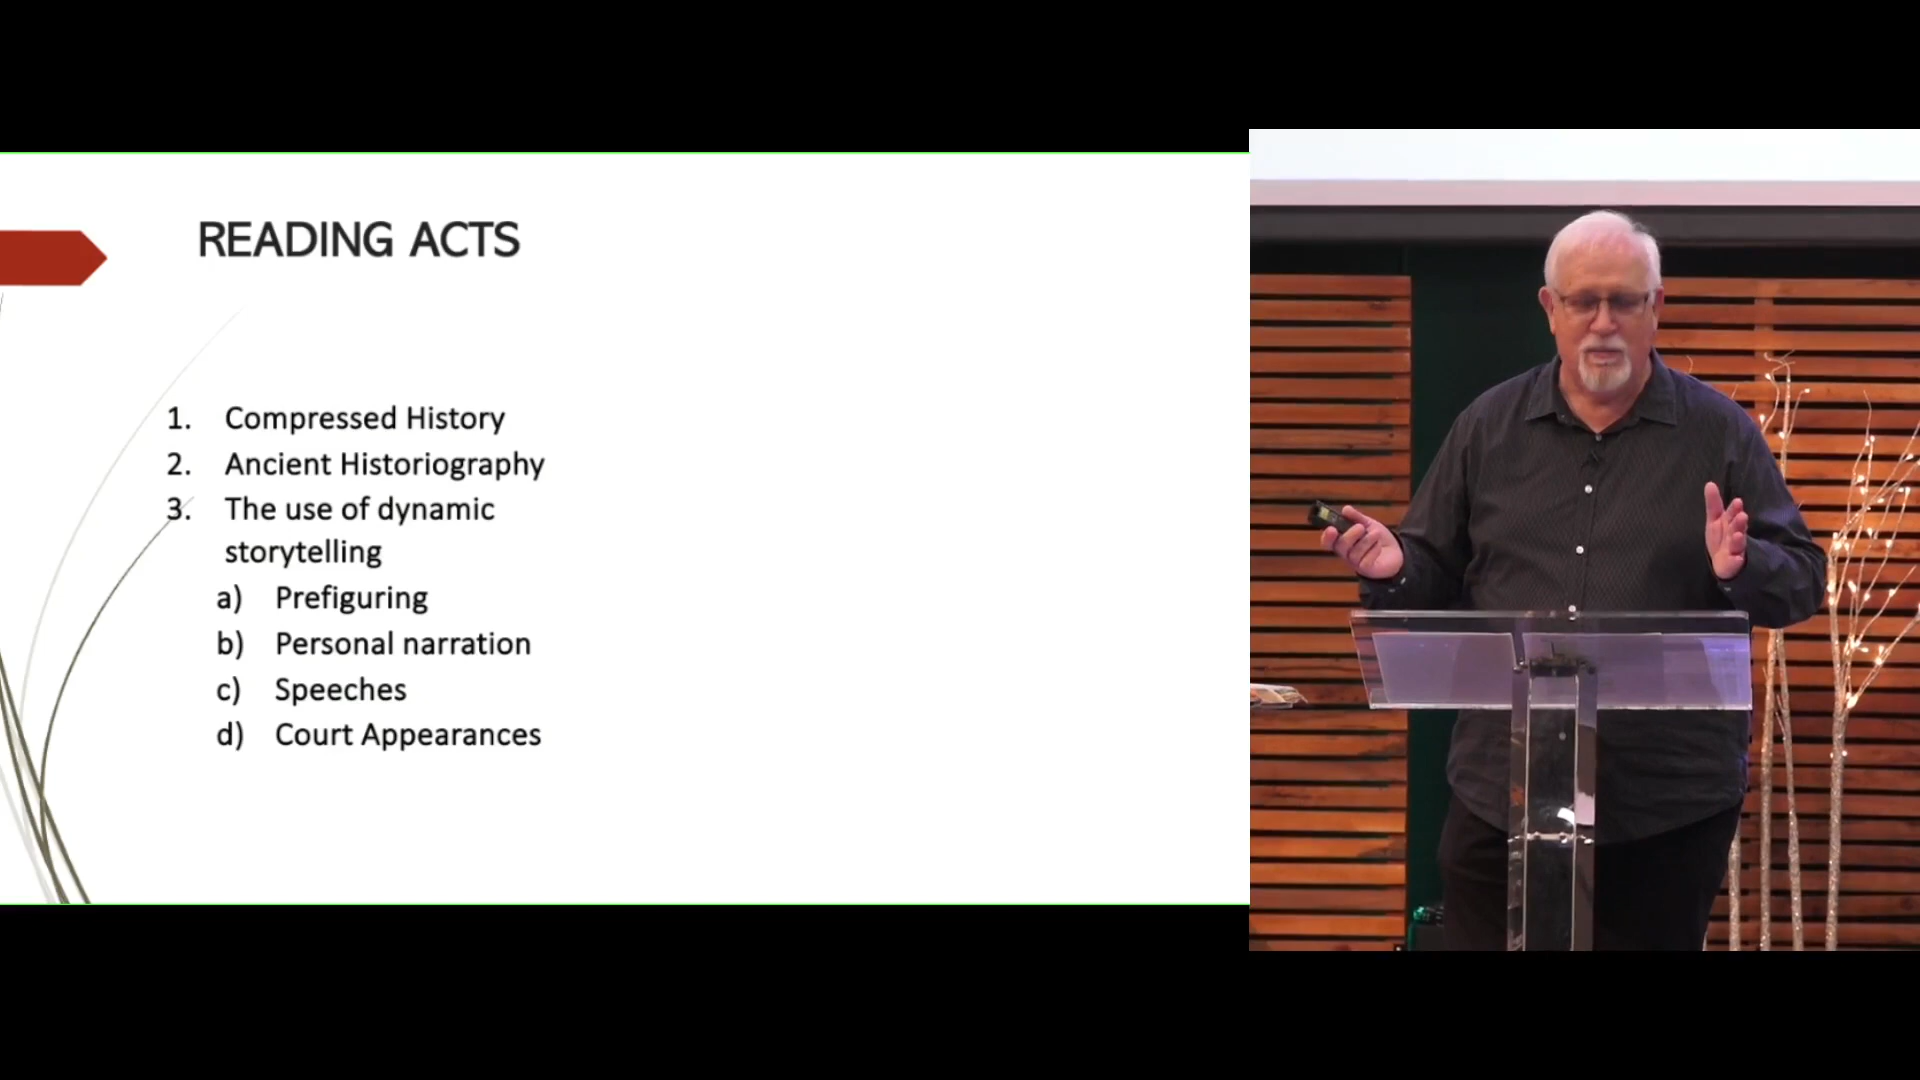 READING ACTS
1. Compressed History
2. Ancient Historiography
3. The use of dynamic
storytelling
a) Prefiguring
b) Personal narration
c) Speeches
d) Court Appearances